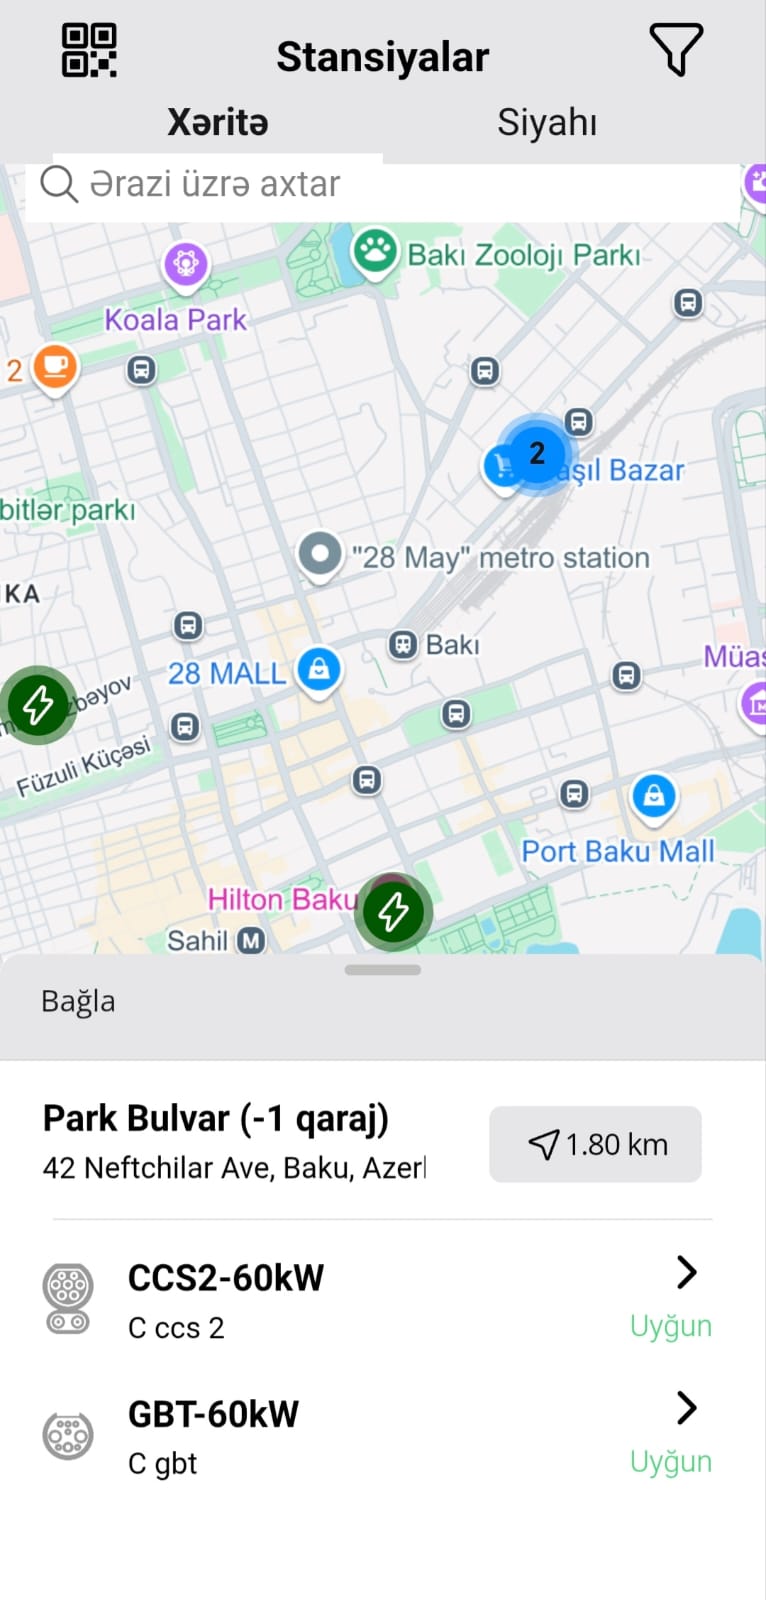 Stansiyalar
Xəritə
Siyahı
Ərazi üzrə axtar
Bakı Zooloji Parkı
Koala Park
2
2
aşıl Bazar
bitlər parkı
"28 May" metro station
KA
Bakı
28 MALL
Müas
zbəyov
Füzuli Küçəsi
Port Baku Mall
Hilton Baku
Sahil M
Bağla
Park Bulvar (-1 qaraj)
1.80 km
42 Neftchilar Ave, Baku, Azer
CCS2-60kW
C ccs 2
Uyğun
GBT-60kW
C gbt
Uyğun